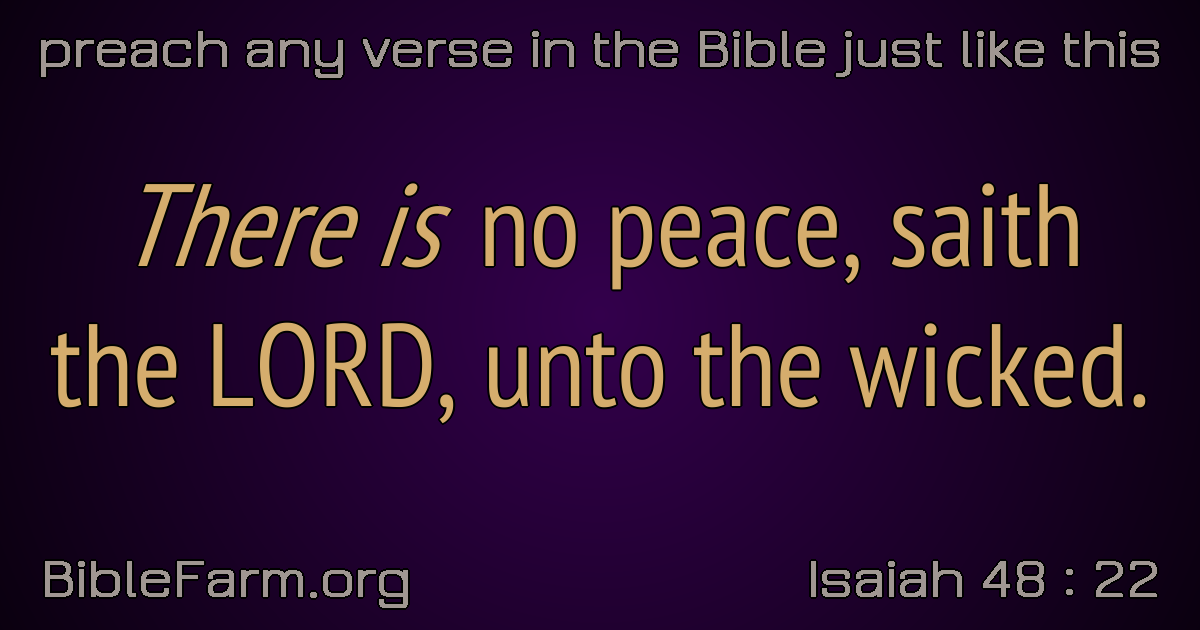 preach any verse in the Bible just like this
There is no peace, saith
the LORD, unto the wicked.
BibleFarm.org
Isaiah 48 : 22